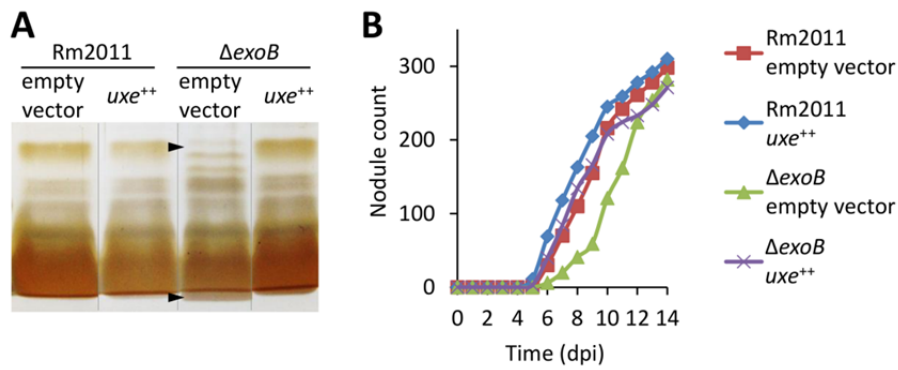 A
Rm2011
ΔexoB
empty
vector
uxe++
empty
vector
uxe++
B
Nodule count
300
200
100
0
0 2 4 6 8 10 12 14
Time (dpi)
Rm2011
empty vector
Rm2011
uxe++
ΔexoB
empty vector
ΔexoB
uxe++